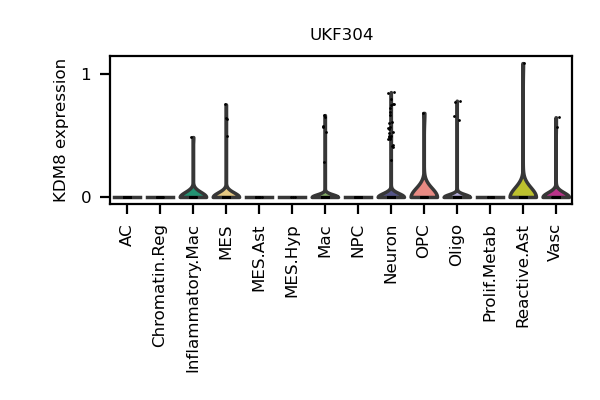 UKF304
KDM8 expression
1
0
AC
Chromatin.Reg
Inflammatory.Mac
MES
MES.Ast
MES.Hyp
Mac
NPC
Neuron
OPC
Oligo
Prolif.Metab
Reactive.Ast
Vasc